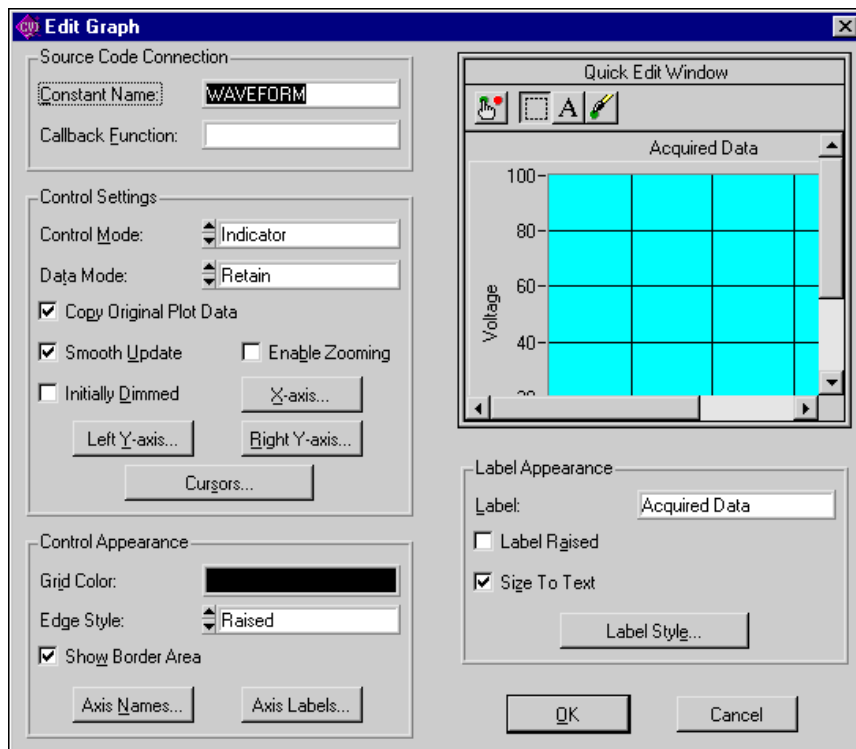 CVI Edit Graph
Source Code Connection
Constant Name: WAVEFORM
Callback Function:
Control Settings
Control Mode: Indicator
Data Mode: Retain
Copy Original Plot Data
Smooth Update Enable Zooming
Initially Dimmed X-axis...
Left Y-axis... Right Y-axis...
Cursors...
Control Appearance
Grid Color:
Edge Style: Raised
Show Border Area
Axis Names... Axis Labels...
Quick Edit Window
A
Acquired Data
100
80
60
40
20
Voltage
Label Appearance
Label: Acquired Data
Label Raised
Size To Text
Label Style...
OK Cancel